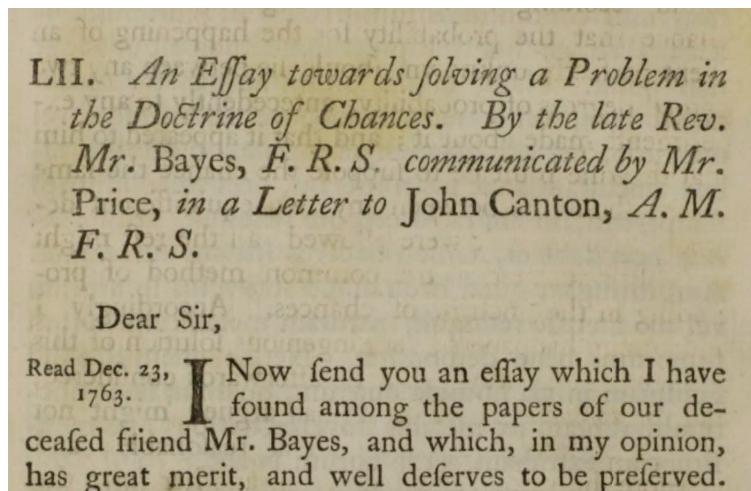 LII. An Eſſay towards ſolving a Problem in
the Doctrine of Chances. By the late Rev.
Mr. Bayes, F. R. S. communicated by Mr.
Price, in a Letter to John Canton, A. M.
F. R. S.
Dear Sir,
Read Dec. 23,
1763.
I Now ſend you an eſſay which I have
found among the papers of our de-
ceaſed friend Mr. Bayes, and which, in my opinion,
has great merit, and well deſerves to be preſerved.